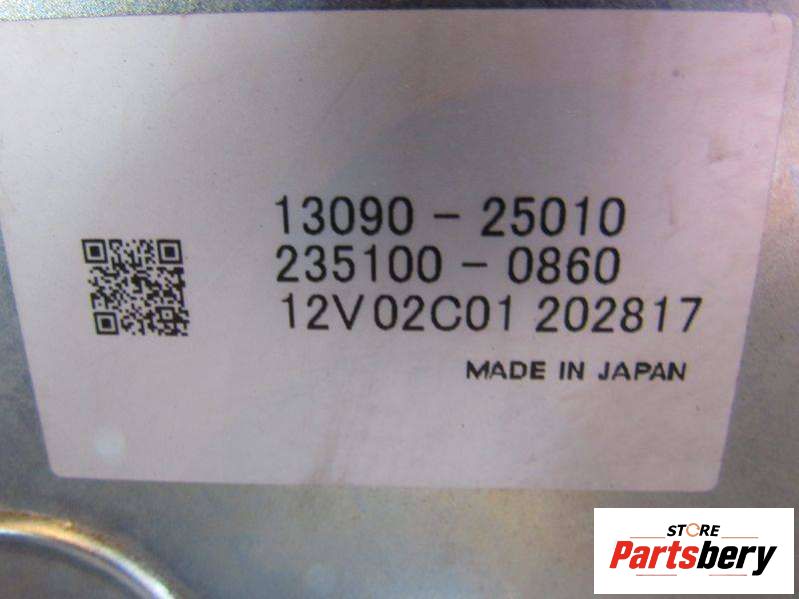 13090-25010
235100-0860
12V02C01 202817
MADE IN JAPAN
STORE
Partsbery